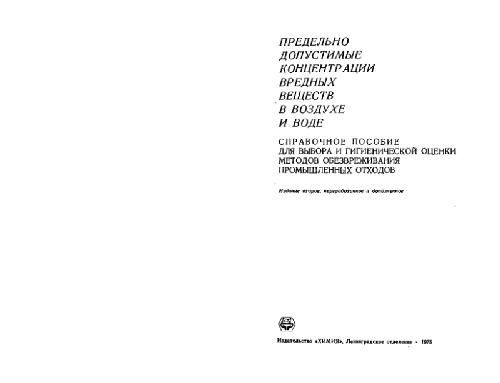 ПРЕДЕЛЬНО
ДОПУСТИМЫЕ
КОНЦЕНТРАЦИИ
ВРЕДНЫХ
ВЕЩЕСТВ
В ВОЗДУХЕ
И ВОДЕ
СПРАВОЧНОЕ ПОСОБИЕ
ДЛЯ ВЫБОРА И ГИГИЕНИЧЕСКОЙ ОЦЕНКИ
МЕТОДОВ ОБЕЗВРЕЖИВАНИЯ
ПРОМЫШЛЕННЫХ ОТХОДОВ
Издание второе, переработанное и дополненное
Издательство «ХИМИЯ», Ленинградское отделение • 1975